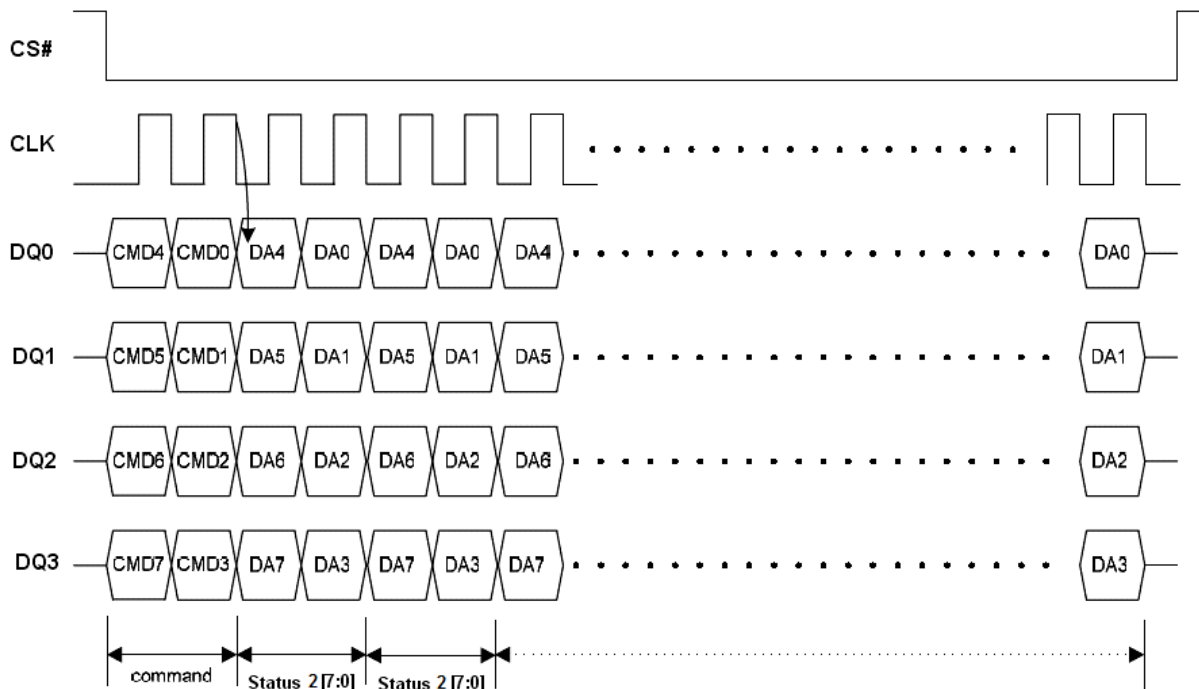 CS#
CLK
DQ0 CMD4 CMD0 DA4 DA0 DA4 DA0 DA4 DA0
DQ1 CMD5 CMD1 DA5 DA1 DA5 DA1 DA5 DA1
DQ2 CMD6 CMD2 DA6 DA2 DA6 DA2 DA6 DA2
DQ3 CMD7 CMD3 DA7 DA3 DA7 DA3 DA7 DA3
command Status 2 [7:0] Status 2 [7:0]